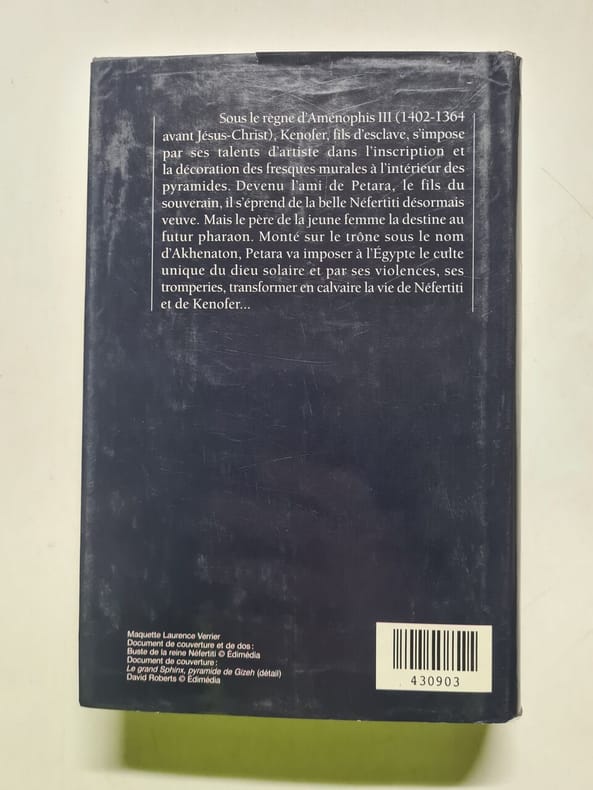 Sous le règne d'Aménophis III (1402-1364
avant Jésus-Christ), Kenofer, fils d'esclave, s'impose
par ses talents d'artiste dans l'inscription et
la décoration des fresques murales à l'intérieur des
pyramides. Devenu l'ami de Petara, le fils du
souverain, il s'éprend de la belle Néfertiti désormais
veuve. Mais le père de la jeune femme la destine au
futur pharaon. Monté sur le trône sous le nom
d'Akhenaton, Petara va imposer à l'Égypte le culte
unique du dieu solaire et par ses violences, ses
tromperies, transformer en calvaire la vie de Néfertiti
et de Kenofer...
Maquette Laurence Verrier
Document de couverture et de dos :
Buste de la reine Néfertiti © Édimédia
Document de couverture :
Le grand Sphinx, pyramide de Gizeh (détail)
David Roberts © Édimédia
430903